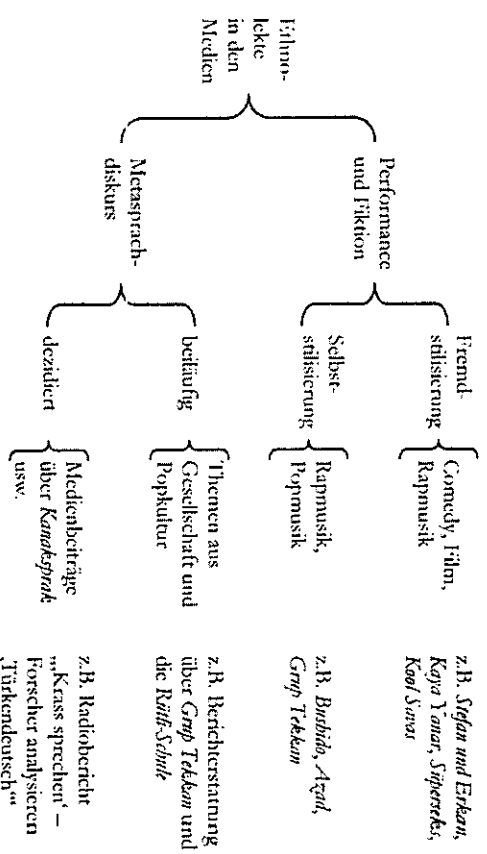 Ethno-
lekte
in den
Medien
Performance
und Fiktion
Metasprach-
diskurs
Fremd-
stilisierung
Selbst-
stilisierung
beiläufig
dezidiert
Comedy, Film,
Rapmusik
Rapmusik,
Popmusik
Themen aus
Gesellschaft und
Popkultur
Medienbeiträge
über Kanaksprak
usw.
z.B. Stefan und Erkan,
Kaya Yanar, Süperseks,
Kool Savas
z.B. Bushido, Azad,
Grup Tekkan
z.B. Berichterstattung
über Grup Tekkan und
die Rütli-Schule
z.B. Radiobericht
„‚Krass sprechen‘ –
Forscher analysieren
‚Türkendeutsch‘“